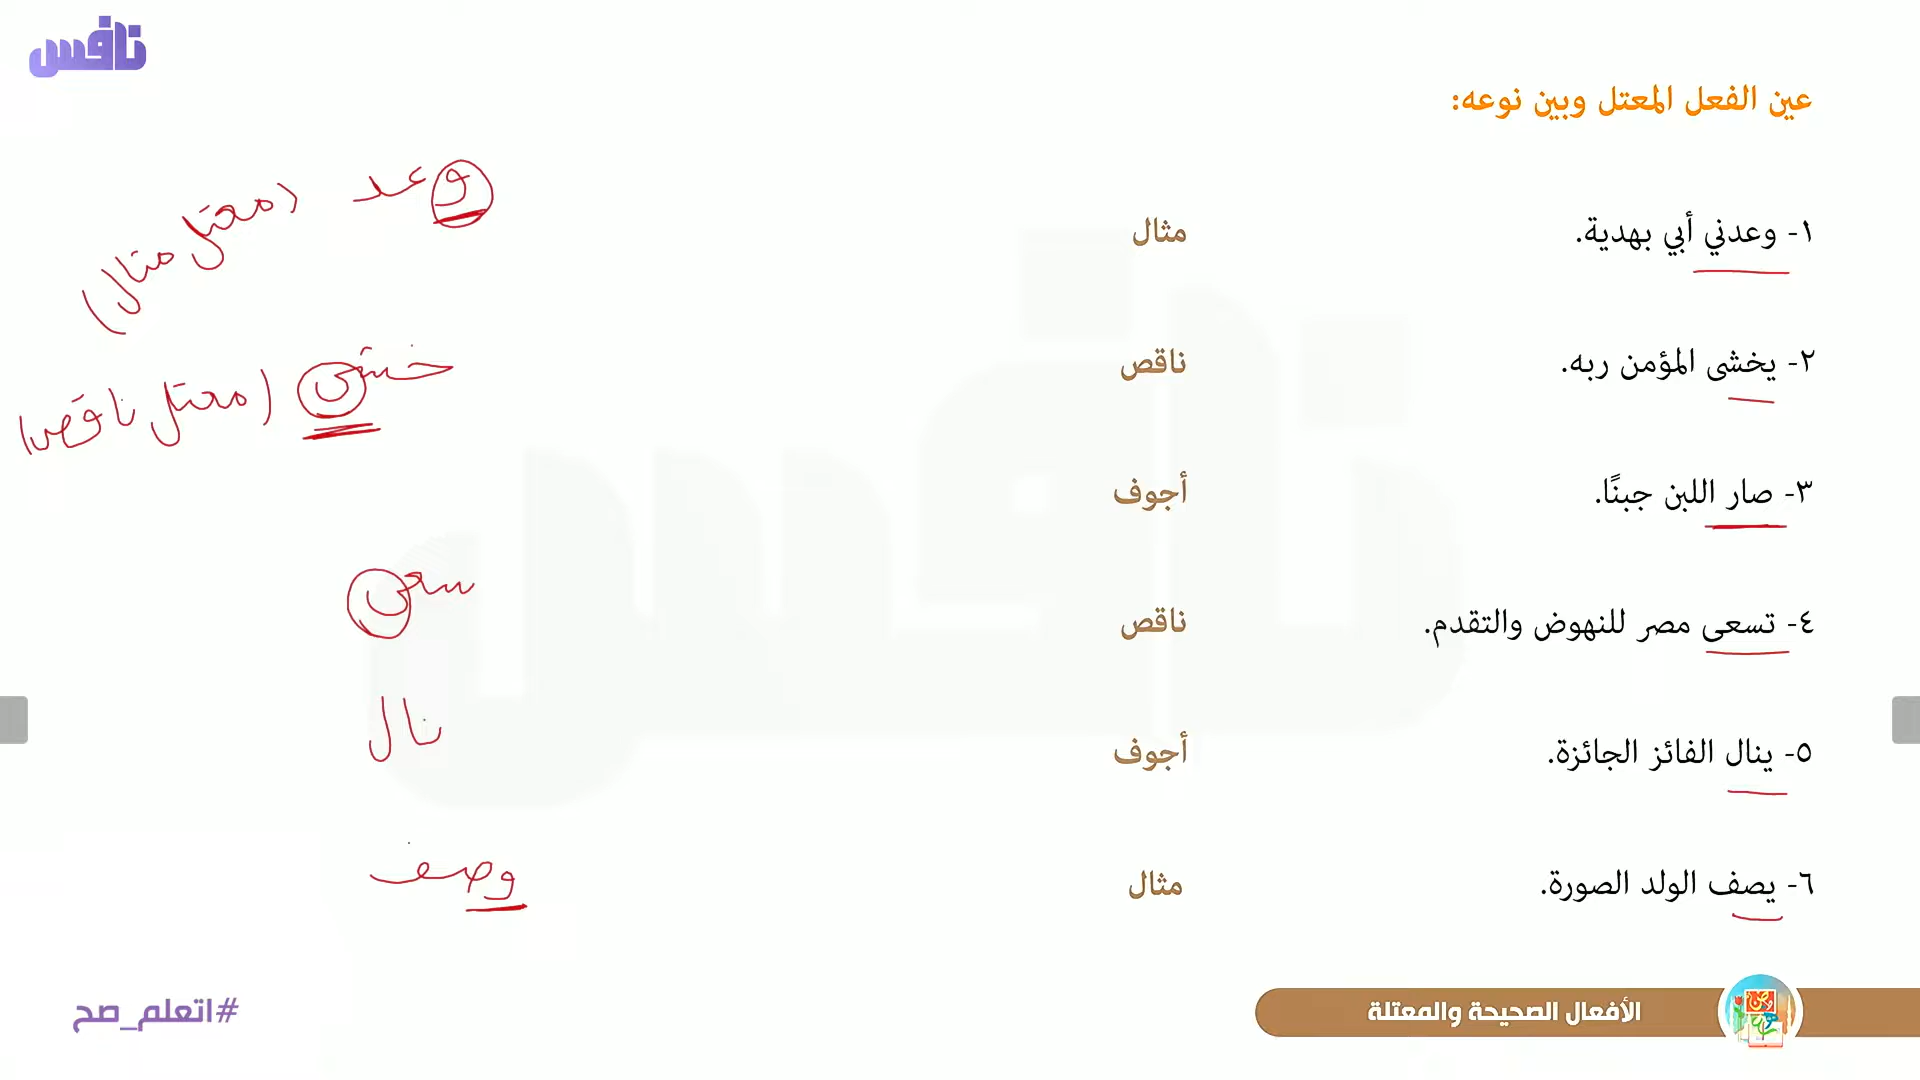 نافس
عين الفعل المعتل وبين نوعه:
١- وعدني أبي بهدية.
مثال
وعد (معتل مثال)
٢- يخشى المؤمن ربه.
ناقص
خشى (معتل ناقص)
٣- صار اللبن جبنًا.
أجوف
٤- تسعى مصر للنهوض والتقدم.
ناقص
سعى
٥- ينال الفائز الجائزة.
أجوف
نال
٦- يصف الولد الصورة.
مثال
وصف
الأفعال الصحيحة والمعتلة
#اتعلم_صح